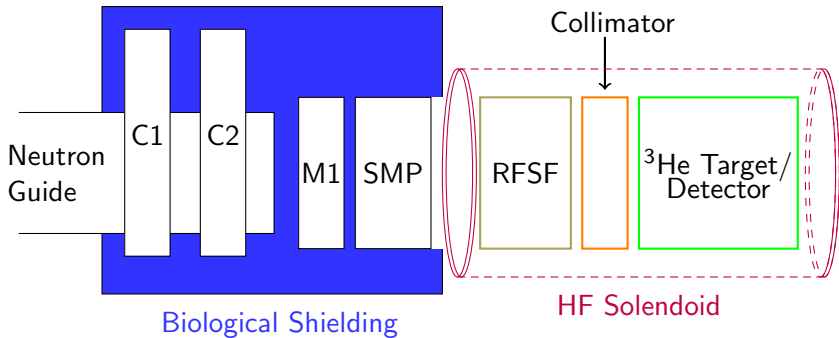 Collimator
Neutron
Guide
C1
C2
M1
SMP
RFSF
³He Target/
Detector
Biological Shielding
HF Solendoid